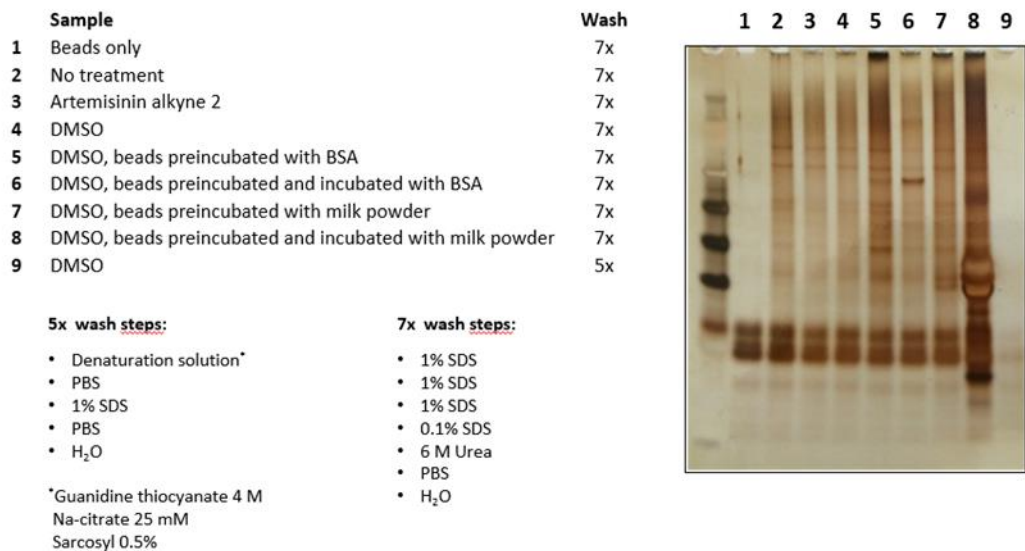 Sample Wash
1 Beads only 7x
2 No treatment 7x
3 Artemisinin alkyne 2 7x
4 DMSO 7x
5 DMSO, beads preincubated with BSA 7x
6 DMSO, beads preincubated and incubated with BSA 7x
7 DMSO, beads preincubated with milk powder 7x
8 DMSO, beads preincubated and incubated with milk powder 7x
9 DMSO 5x
5x wash steps:
• Denaturation solution*
• PBS
• 1% SDS
• PBS
• H₂O
*Guanidine thiocyanate 4 M
Na-citrate 25 mM
Sarcosyl 0.5%
7x wash steps:
• 1% SDS
• 1% SDS
• 1% SDS
• 0.1% SDS
• 6 M Urea
• PBS
• H₂O
1 2 3 4 5 6 7 8 9